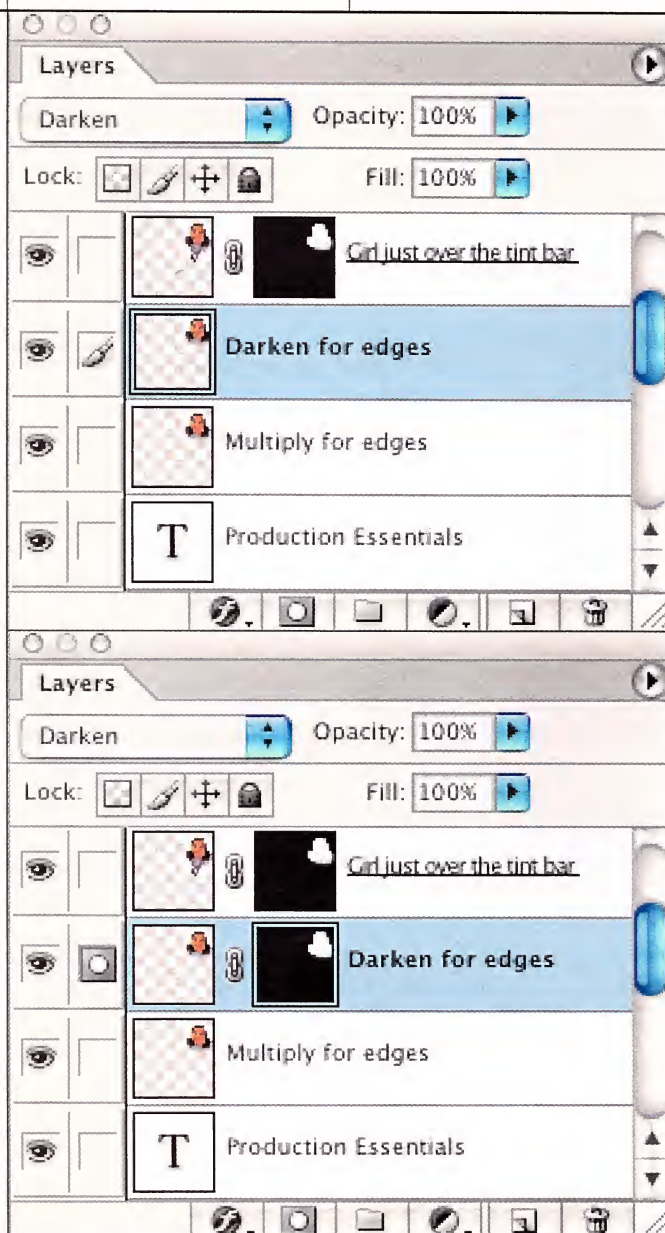 Layers
Darken Opacity: 100%
Lock: Fill: 100%
Girl just over the tint bar
Darken for edges
Multiply for edges
T Production Essentials
Layers
Darken Opacity: 100%
Lock: Fill: 100%
Girl just over the tint bar
Darken for edges
Multiply for edges
T Production Essentials